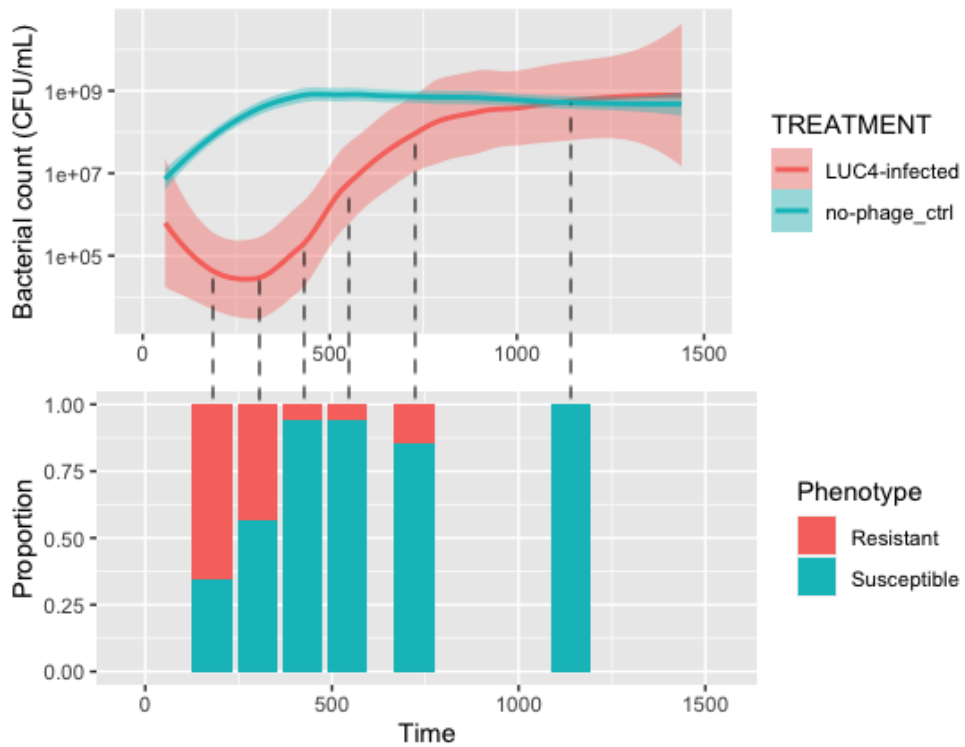 Bacterial count (CFU/mL)
1e+09
1e+07
1e+05
0
500
1000
1500
TREATMENT
LUC4-infected
no-phage_ctrl
Proportion
1.00
0.75
0.50
0.25
0.00
0
500
1000
1500
Time
Phenotype
Resistant
Susceptible